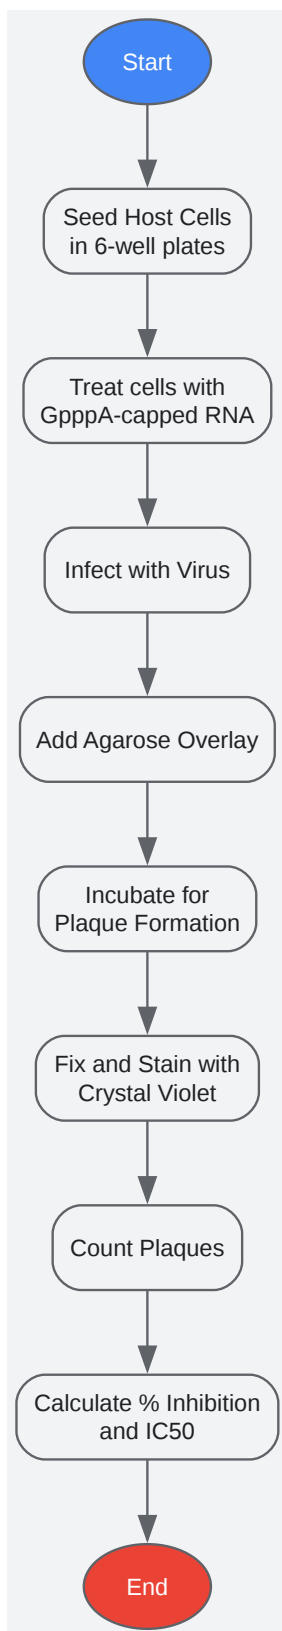 Start
Seed Host Cells
in 6-well plates
Treat cells with
GpppA-capped RNA
Infect with Virus
Add Agarose Overlay
Incubate for
Plaque Formation
Fix and Stain with
Crystal Violet
Count Plaques
Calculate % Inhibition
and IC50
End